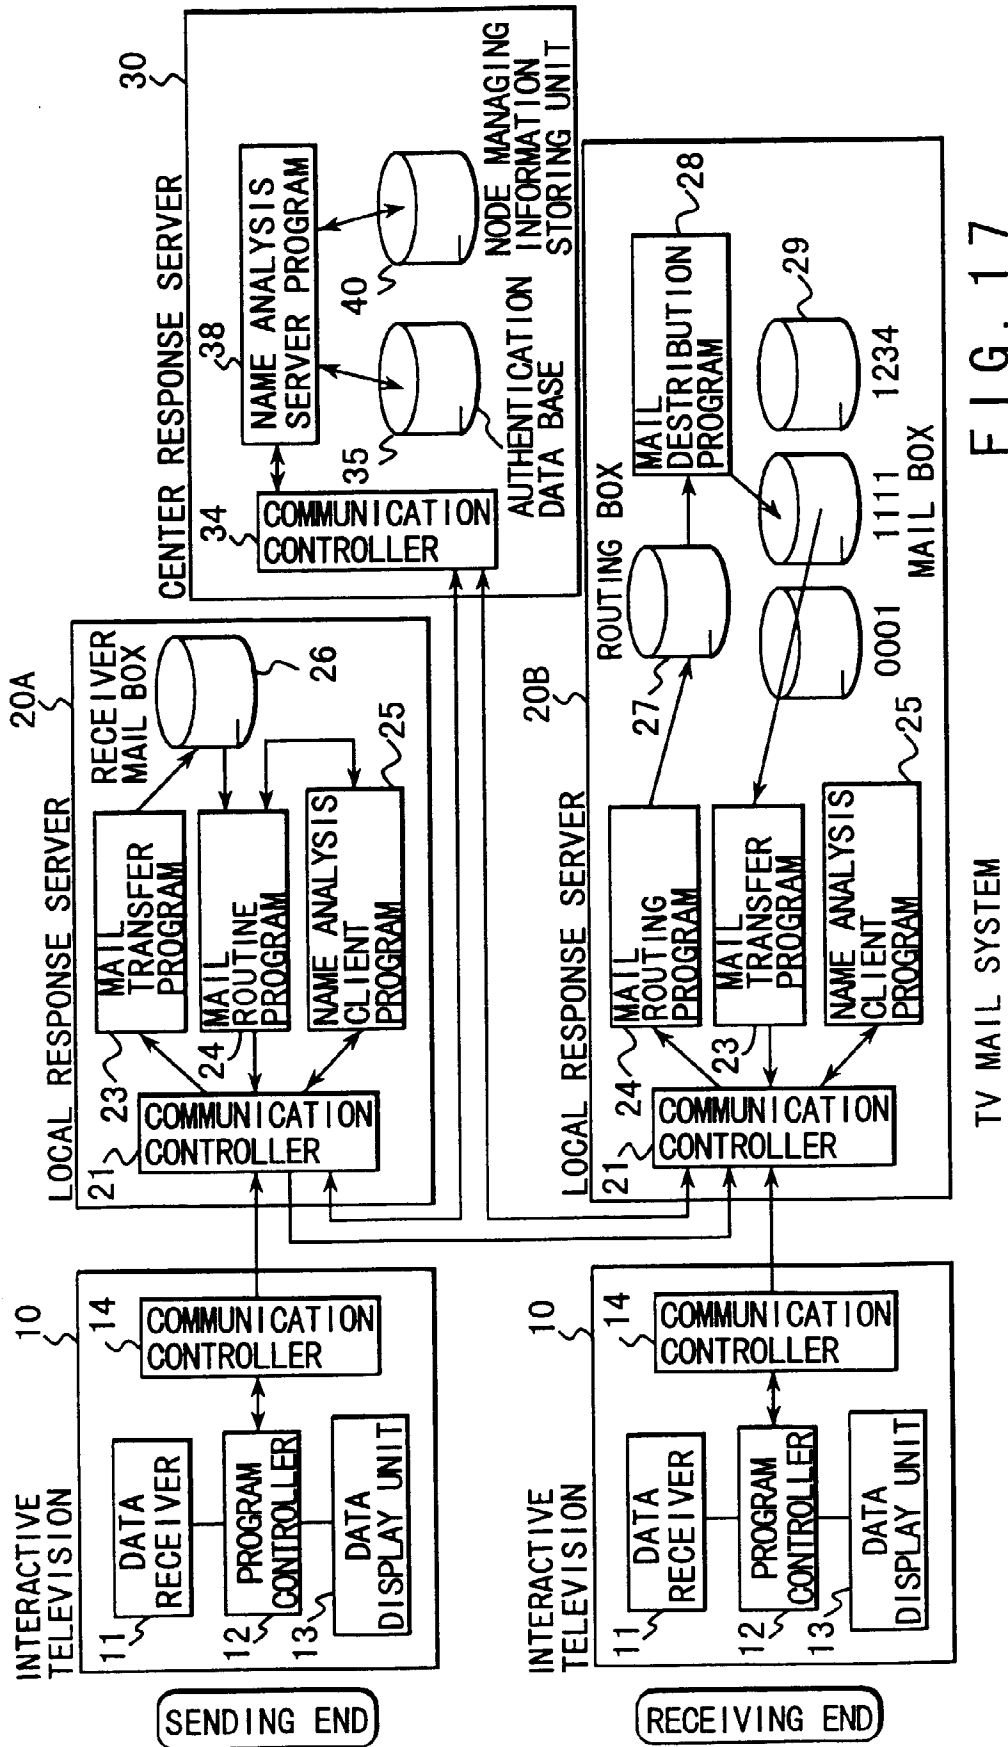 SENDING END
INTERACTIVE
TELEVISION
10
11
DATA
RECEIVER
12
PROGRAM
CONTROLLER
13
DATA
DISPLAY UNIT
14
COMMUNICATION
CONTROLLER
LOCAL RESPONSE SERVER
20A
21
COMMUNICATION
CONTROLLER
23
MAIL
TRANSFER
PROGRAM
24
MAIL
ROUTINE
PROGRAM
NAME ANALYSIS
CLIENT
PROGRAM
25
RECEIVER
MAIL BOX
26
CENTER RESPONSE SERVER
30
34
COMMUNICATION
CONTROLLER
38
NAME ANALYSIS
SERVER PROGRAM
35
AUTHENTICATION
DATA BASE
40
NODE MANAGING
INFORMATION
STORING UNIT
RECEIVING END
INTERACTIVE
TELEVISION
10
11
DATA
RECEIVER
12
PROGRAM
CONTROLLER
13
DATA
DISPLAY UNIT
14
COMMUNICATION
CONTROLLER
LOCAL RESPONSE SERVER
20B
21
COMMUNICATION
CONTROLLER
24
MAIL
ROUTING
PROGRAM
23
MAIL
TRANSFER
PROGRAM
NAME ANALYSIS
CLIENT
PROGRAM
25
ROUTING BOX
27
MAIL
DESTRIBUTION
PROGRAM
28
29
0001
1111
1234
MAIL BOX
TV MAIL SYSTEM
FIG. 17